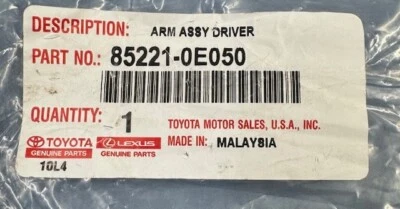 DESCRIPTION: ARM ASSY DRIVER
PART NO.: 85221-0E050
QUANTITY: 1 TOYOTA MOTOR SALES, U.S.A., INC.
TOYOTA LEXUS MADE IN: MALAYSIA
GENUINE PARTS GENUINE PARTS
10L4